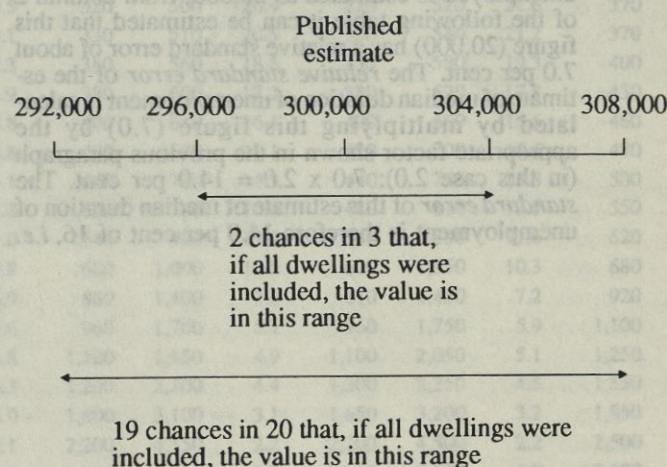 Published
estimate
292,000 296,000 300,000 304,000 308,000
2 chances in 3 that,
if all dwellings were
included, the value is
in this range
19 chances in 20 that, if all dwellings were
included, the value is in this range